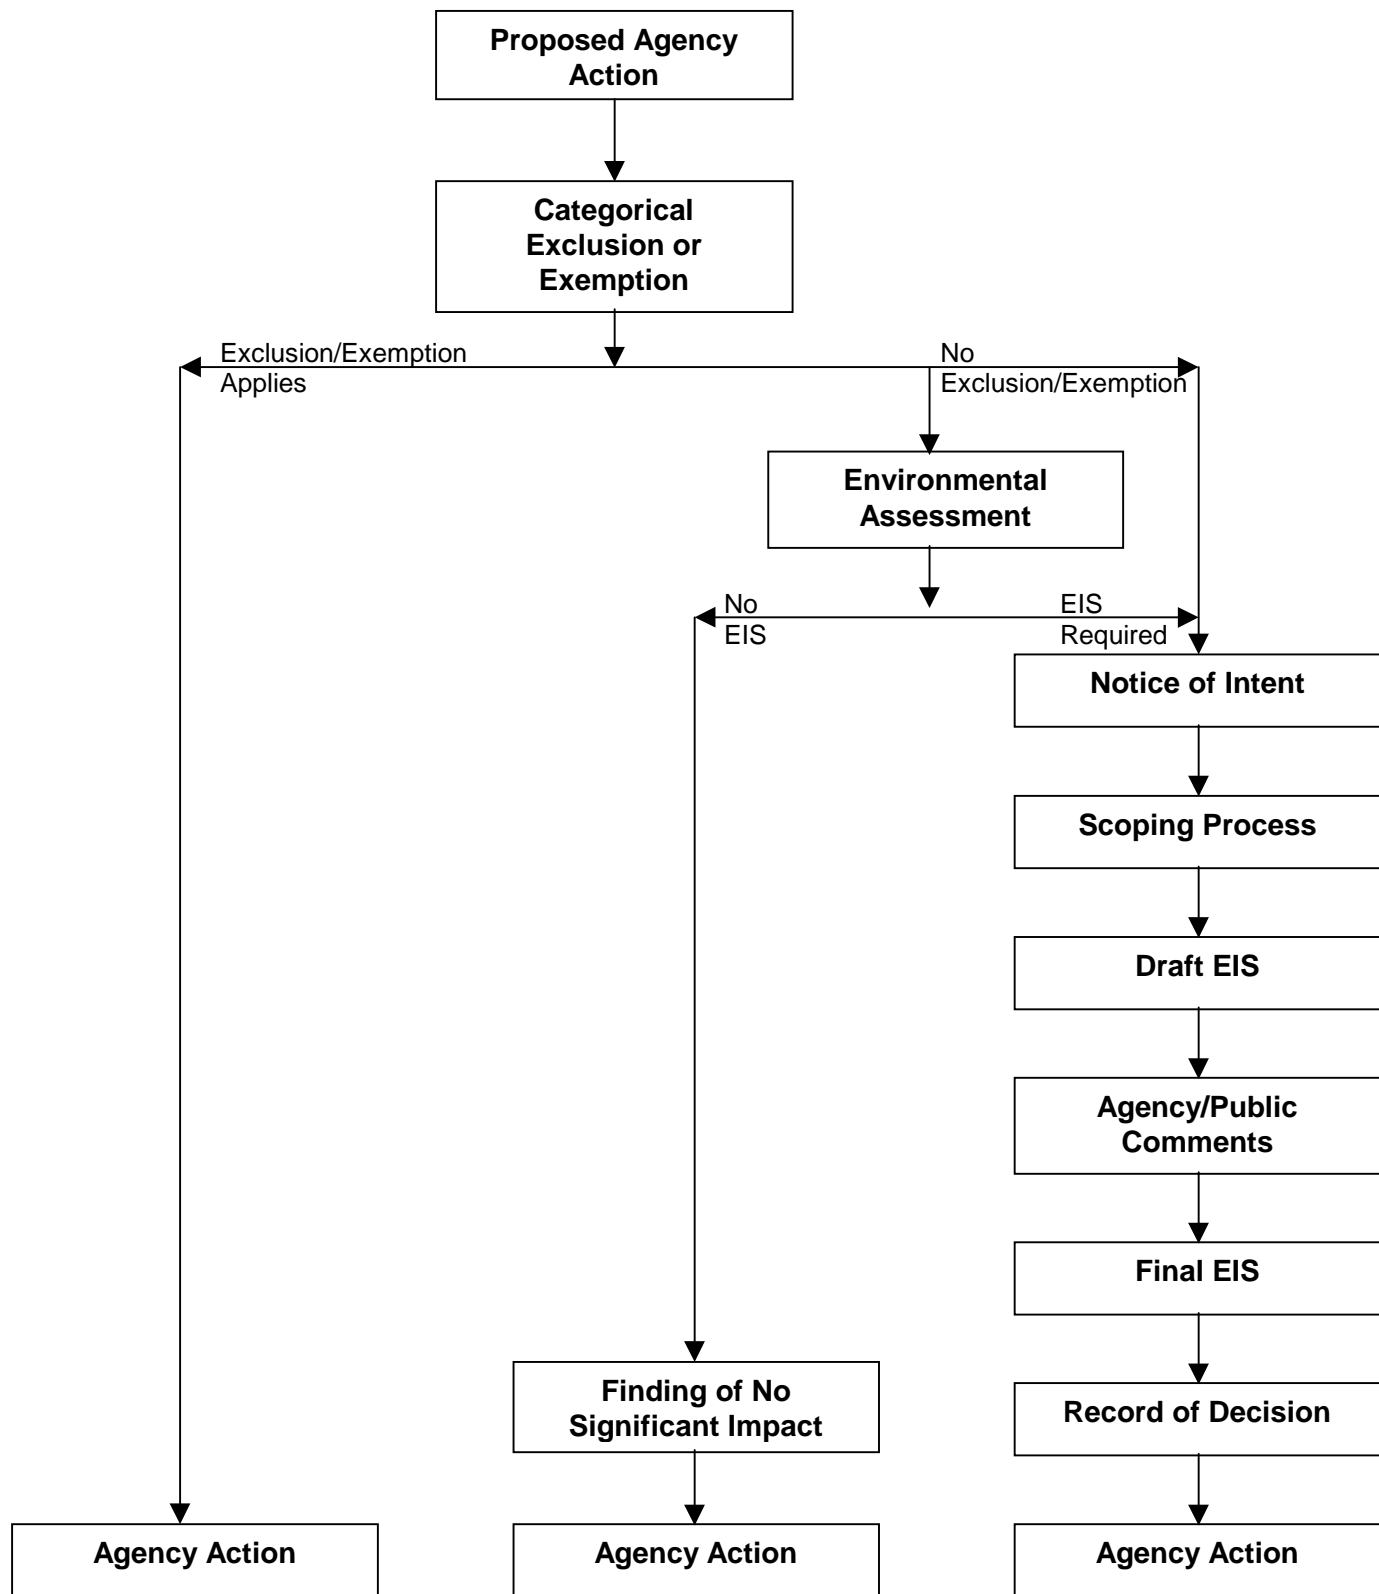 Proposed Agency
Action
Categorical
Exclusion or
Exemption
Exclusion/Exemption
Applies
No
Exclusion/Exemption
Environmental
Assessment
No
EIS
EIS
Required
Notice of Intent
Scoping Process
Draft EIS
Agency/Public
Comments
Final EIS
Finding of No
Significant Impact
Record of Decision
Agency Action
Agency Action
Agency Action